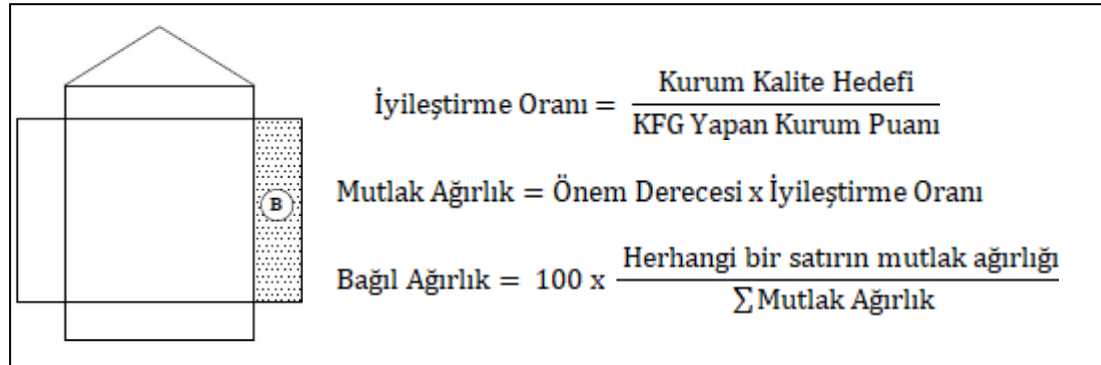 B
İyileştirme Oranı = Kurum Kalite Hedefi / KFG Yapan Kurum Puanı
Mutlak Ağırlık = Önem Derecesi x İyileştirme Oranı
Bağıl Ağırlık = 100 x Herhangi bir satırın mutlak ağırlığı / ∑Mutlak Ağırlık